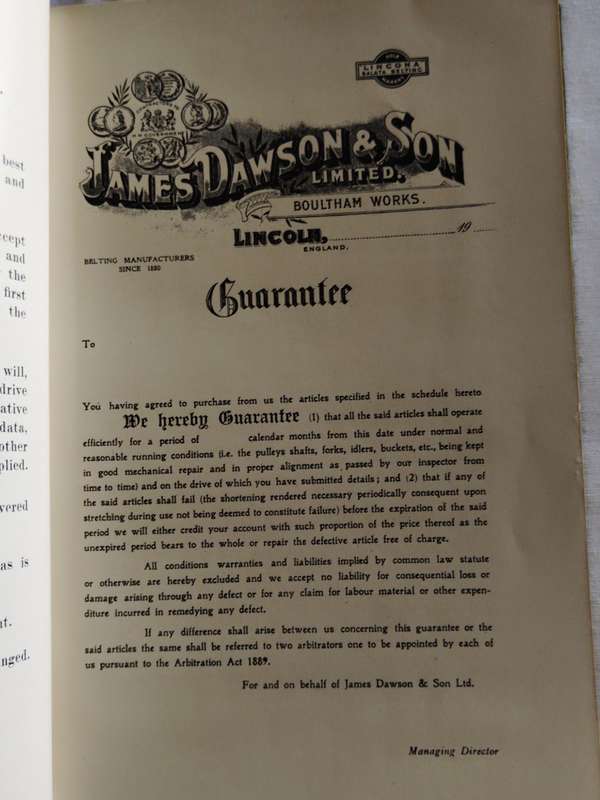 best
and
cept
and
the
first
the
will,
drive
ative
data,
other
plied.
vered
as is
nt.
nged.
LINCONA
BALATA BELTING
JAMES DAWSON & SON
LIMITED.
BOULTHAM WORKS.
LINCOLN, 19
ENGLAND.
BELTING MANUFACTURERS
SINCE 1880
Guarantee
To
You having agreed to purchase from us the articles specified in the schedule hereto
We hereby Guarantee (1) that all the said articles shall operate
efficiently for a period of calendar months from this date under normal and
reasonable running conditions (i.e. the pulleys shafts, forks, idlers, buckets, etc., being kept
in good mechanical repair and in proper alignment as passed by our inspector from
time to time) and on the drive of which you have submitted details; and (2) that if any of
the said articles shall fail (the shortening rendered necessary periodically consequent upon
stretching during use not being deemed to constitute failure) before the expiration of the said
period we will either credit your account with such proportion of the price thereof as the
unexpired period bears to the whole or repair the defective article free of charge.
All conditions warranties and liabilities implied by common law statute
or otherwise are hereby excluded and we accept no liability for consequential loss or
damage arising through any defect or for any claim for labour material or other expen-
diture incurred in remedying any defect.
If any difference shall arise between us concerning this guarantee or the
said articles the same shall be referred to two arbitrators one to be appointed by each of
us pursuant to the Arbitration Act 1889.
For and on behalf of James Dawson & Son Ltd.
Managing Director